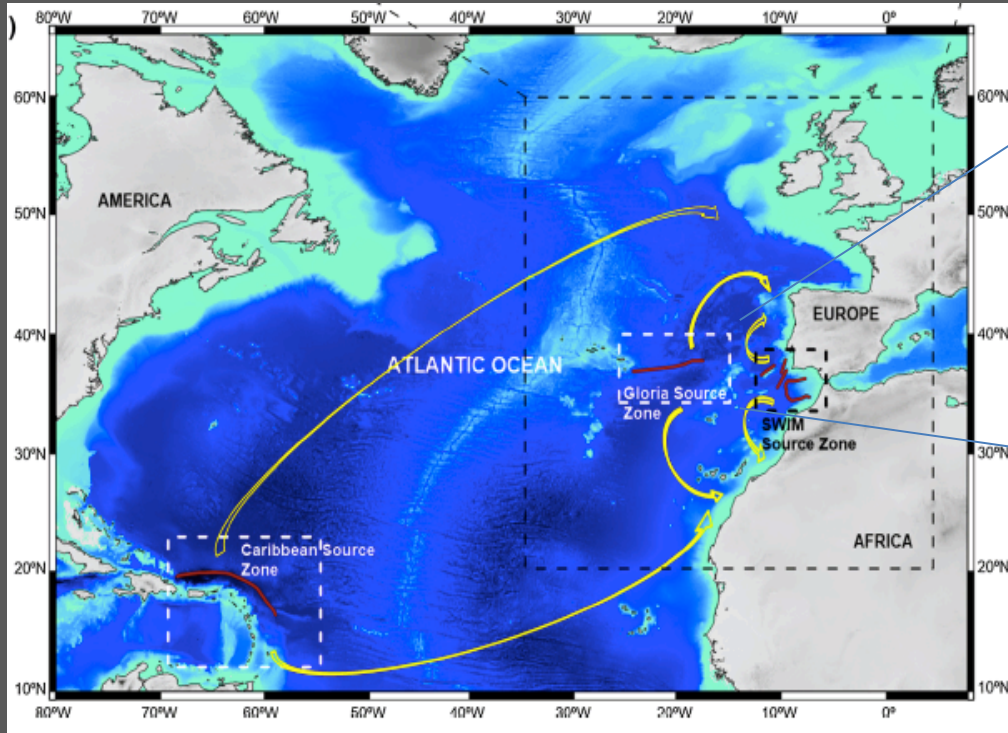 )
80ºW 70ºW 60ºW 50ºW 40ºW 30ºW 20ºW 10ºW 0º
60ºN 60ºN
AMERICA
50ºN 50ºN
40ºN 40ºN
EUROPE
ATLANTIC OCEAN
Gloria Source
Zone
SWIM
Source Zone
30ºN 30ºN
AFRICA
Caribbean Source
Zone
20ºN 20ºN
10ºN 10ºN
80ºW 70ºW 60ºW 50ºW 40ºW 30ºW 20ºW 10ºW 0º